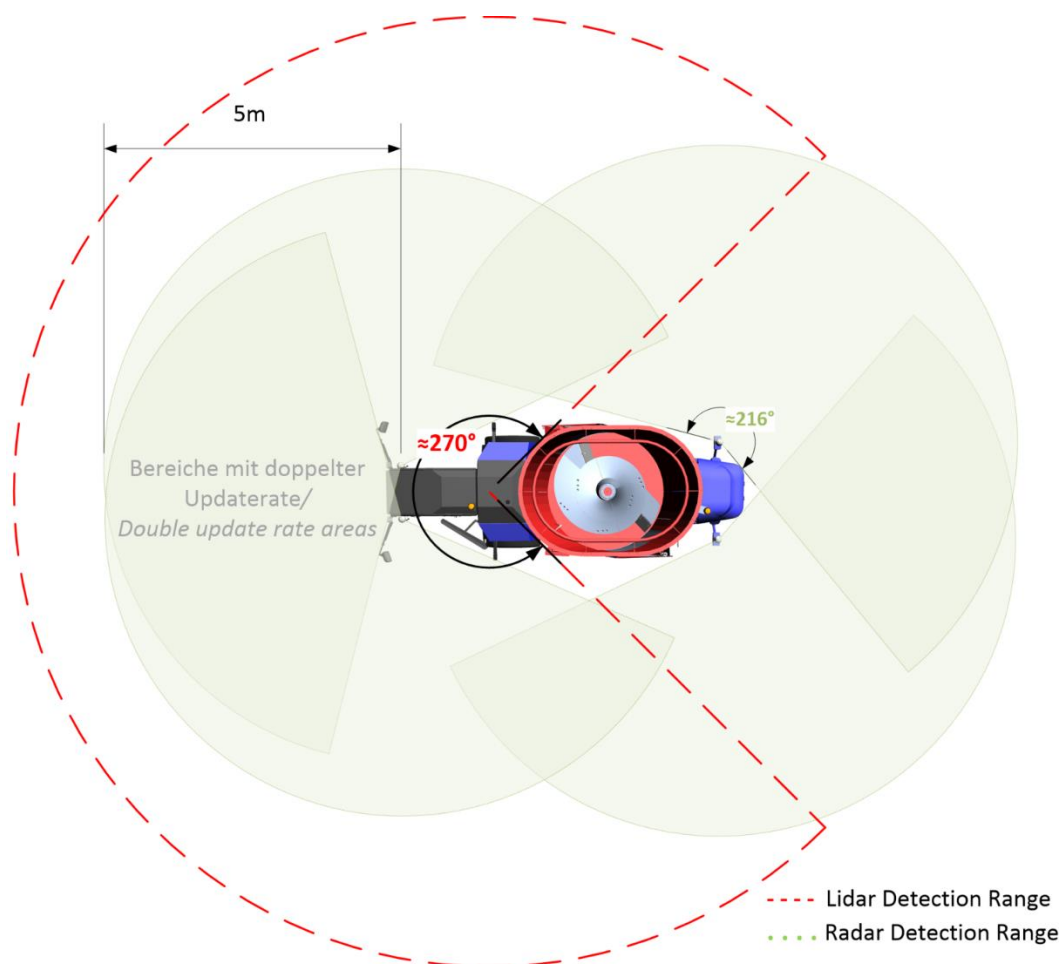 5m
≈216°
≈270°
Bereiche mit doppelter
Updaterate/
Double update rate areas
Lidar Detection Range
Radar Detection Range